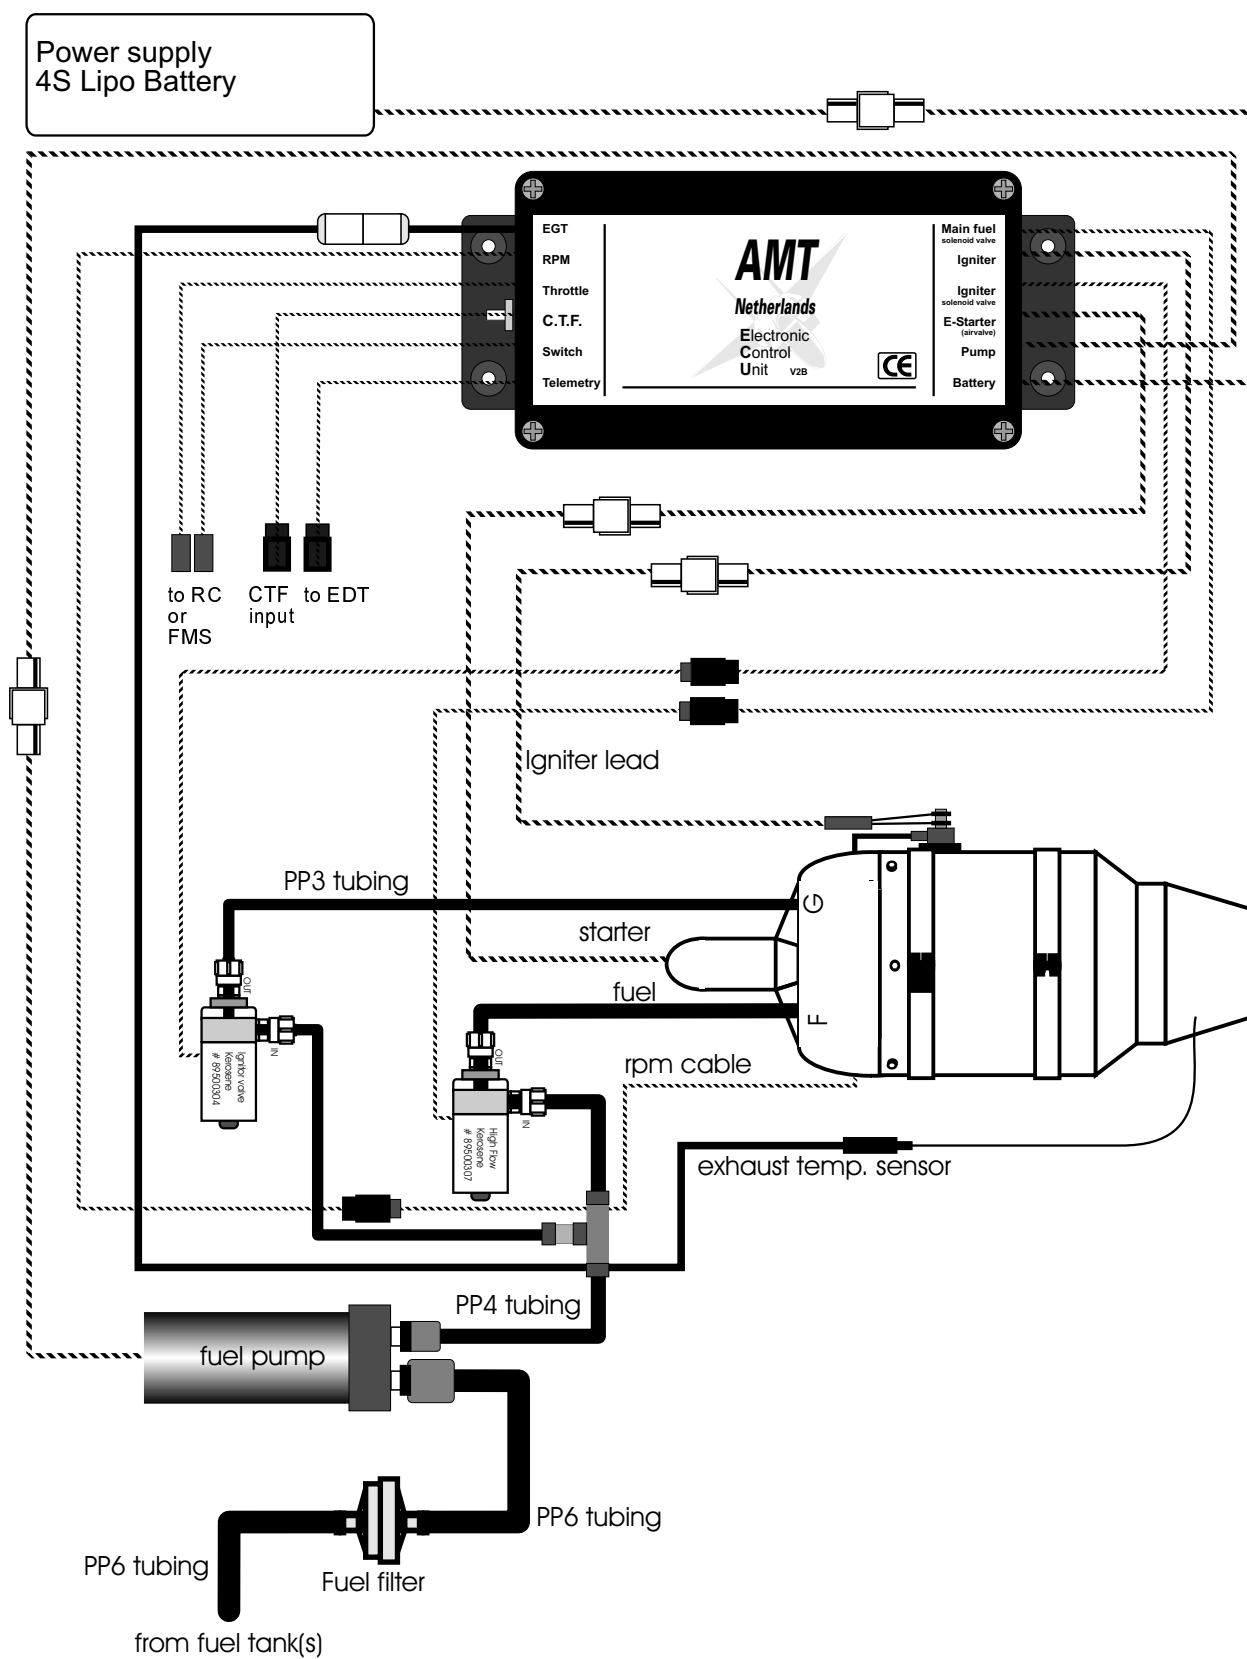 Power supply
4S Lipo Battery
EGT
RPM
Throttle
C.T.F.
Switch
Telemetry
AMT
Netherlands
Electronic
Control
Unit V2B
CE
Main fuel
solenoid valve
Igniter
Igniter
solenoid valve
E-Starter
(airvalve)
Pump
Battery
to RC
or
FMS
CTF
input
to EDT
Igniter lead
PP3 tubing
G
starter
fuel
F
OUT
IN
Ignitor valve
Kerosene
# 89500304
OUT
IN
High Flow
Kerosene
# 89500307
rpm cable
exhaust temp. sensor
PP4 tubing
fuel pump
PP6 tubing
PP6 tubing
Fuel filter
from fuel tank(s)